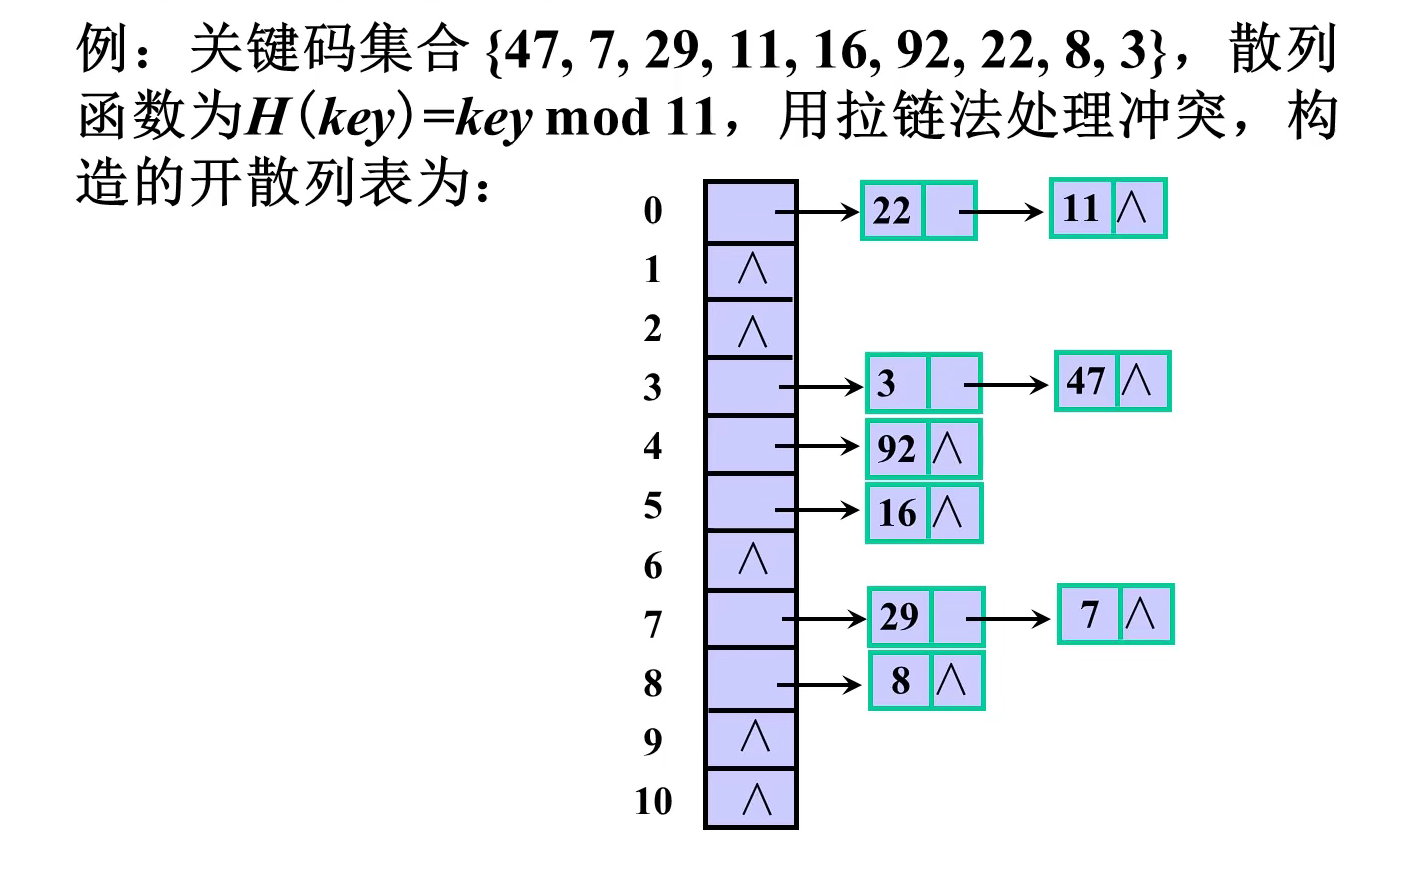 例：关键码集合 {47, 7, 29, 11, 16, 92, 22, 8, 3}，散列
函数为H(key)=key mod 11，用拉链法处理冲突，构
造的开散列表为：
0 22 11 ∧
1 ∧
2 ∧
3 3 47 ∧
4 92 ∧
5 16 ∧
6 ∧
7 29 7 ∧
8 8 ∧
9 ∧
10 ∧